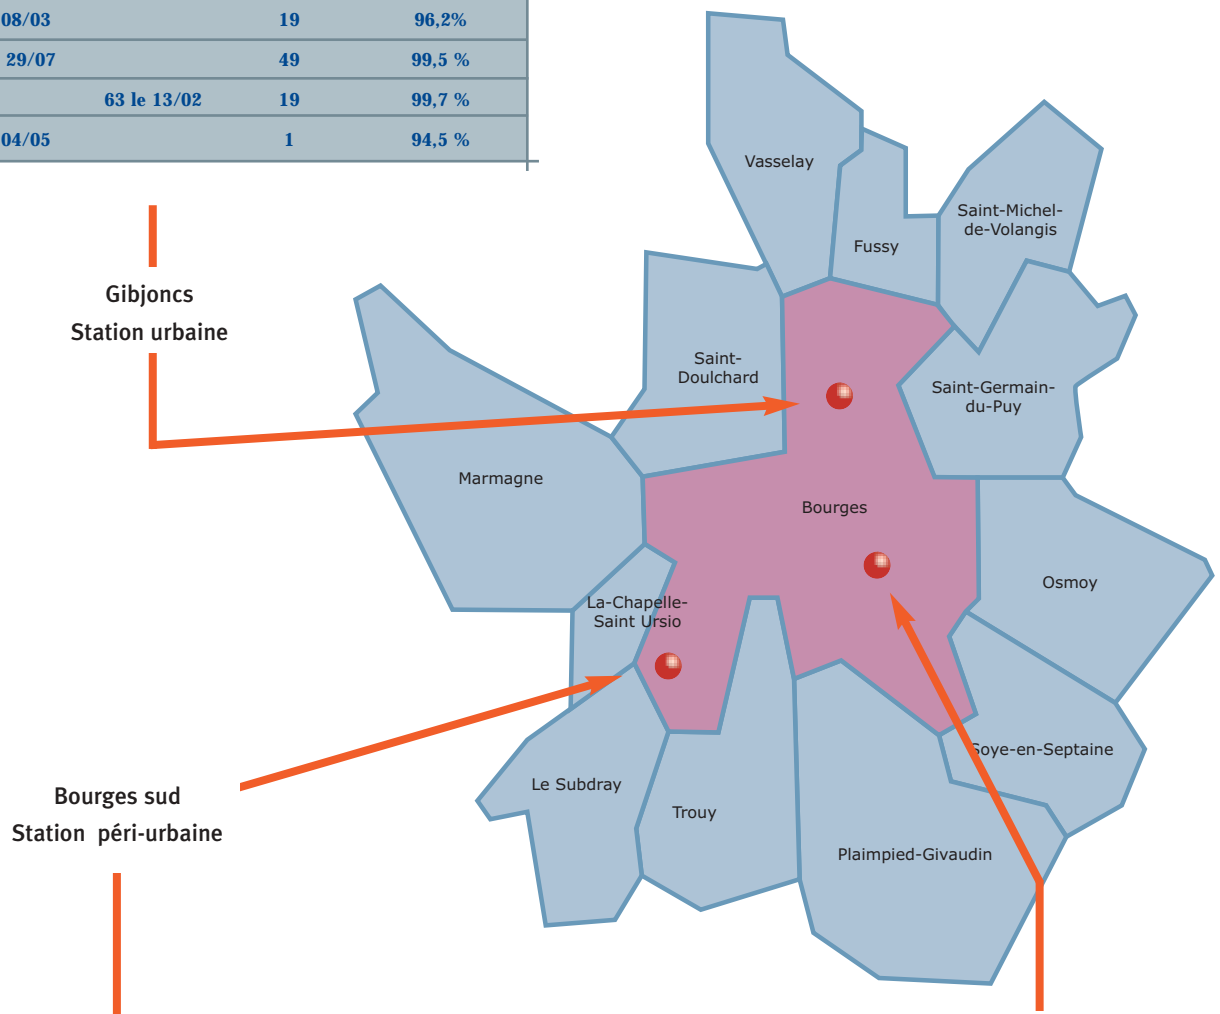 08/03 19 96,2%
29/07 49 99,5 %
63 le 13/02 19 99,7 %
04/05 1 94,5 %
Vasselay
Saint-Michel-
de-Volangis
Fussy
Gibjoncs
Station urbaine
Saint-
Doulchard
Saint-Germain-
du-Puy
Marmagne
Bourges
Osmoy
La-Chapelle-
Saint Ursio
Soye-en-Septaine
Le Subdray
Bourges sud
Station péri-urbaine
Trouy
Plaimpied-Givaudin